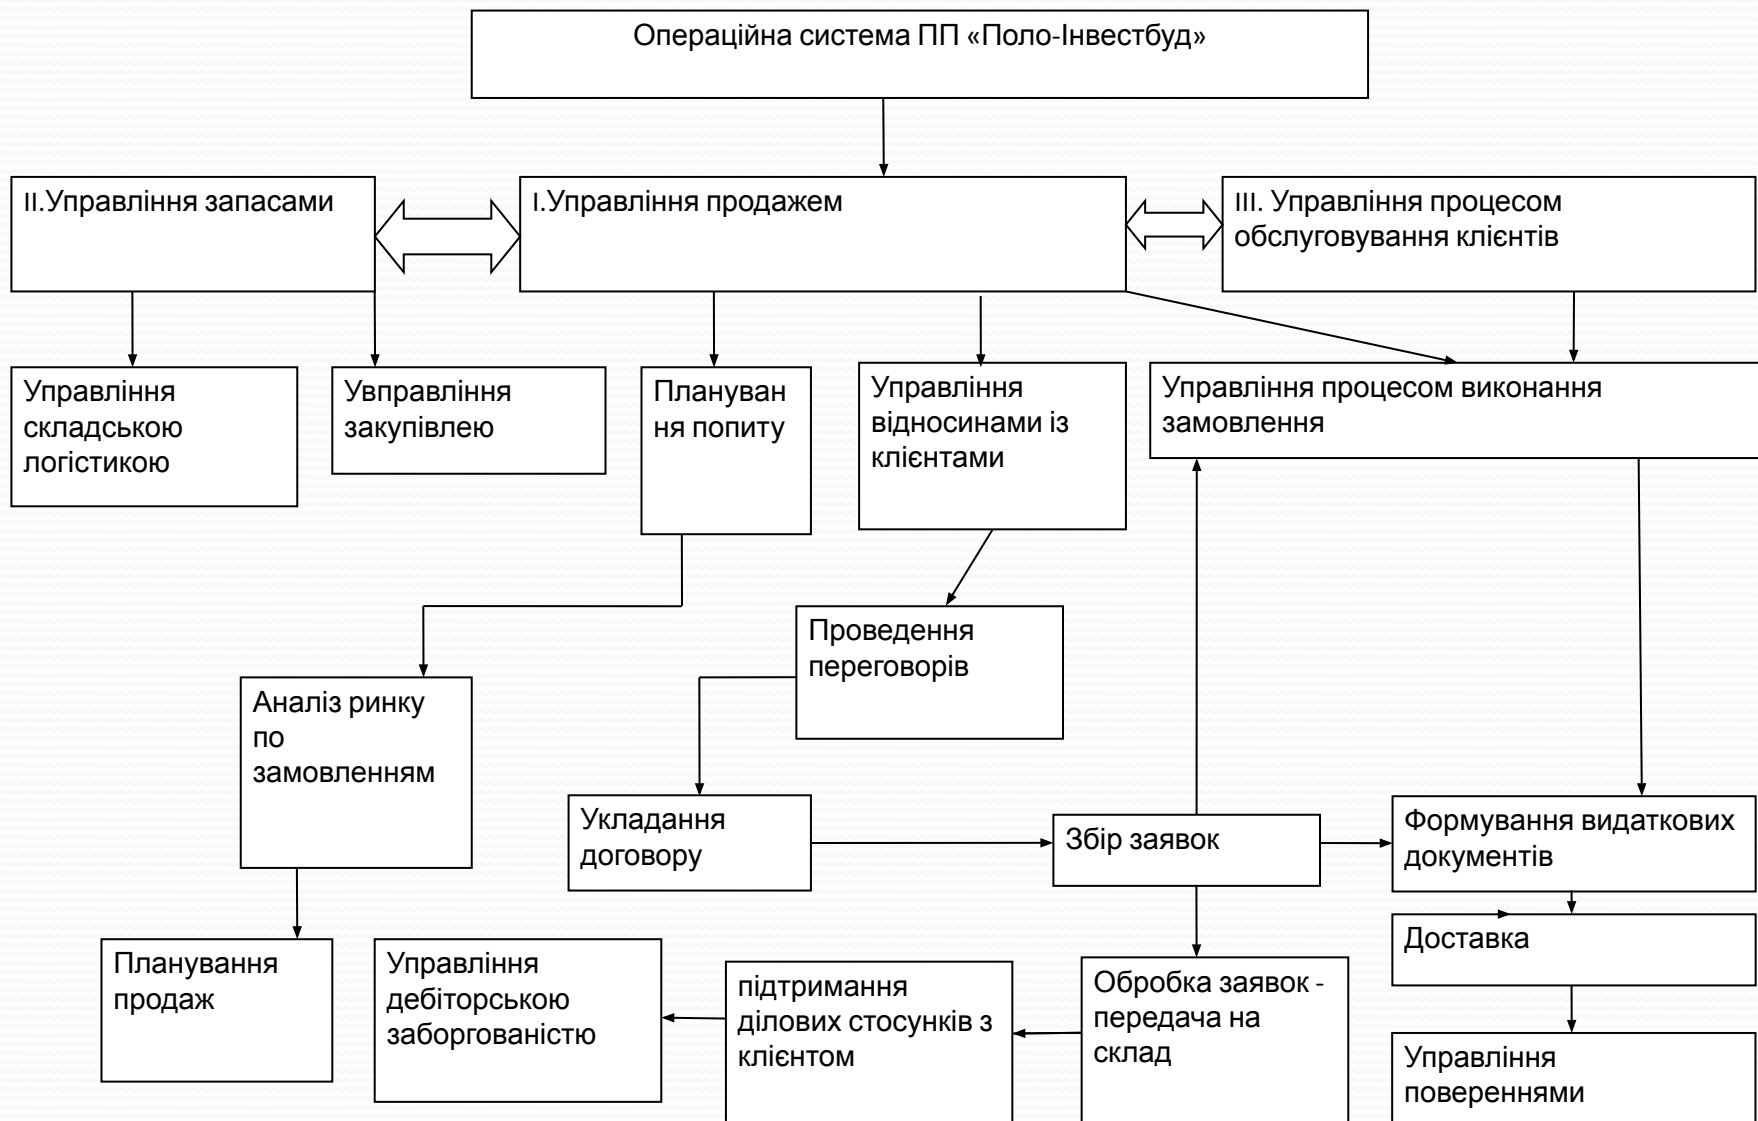 Операційна система ПП «Поло-Інвестбуд»
II.Управління запасами
I.Управління продажем
III. Управління процесом
обслуговування клієнтів
Управління
складською
логістикою
Увправління
закупівлею
Плануван
ня попиту
Управління
відносинами із
клієнтами
Управління процесом виконання
замовлення
Проведення
переговорів
Аналіз ринку
по
замовленням
Укладання
договору
Збір заявок
Формування видаткових
документів
Планування
продаж
Управління
дебіторською
заборгованістю
підтримання
ділових стосунків з
клієнтом
Обробка заявок -
передача на
склад
Доставка
Управління
повереннями